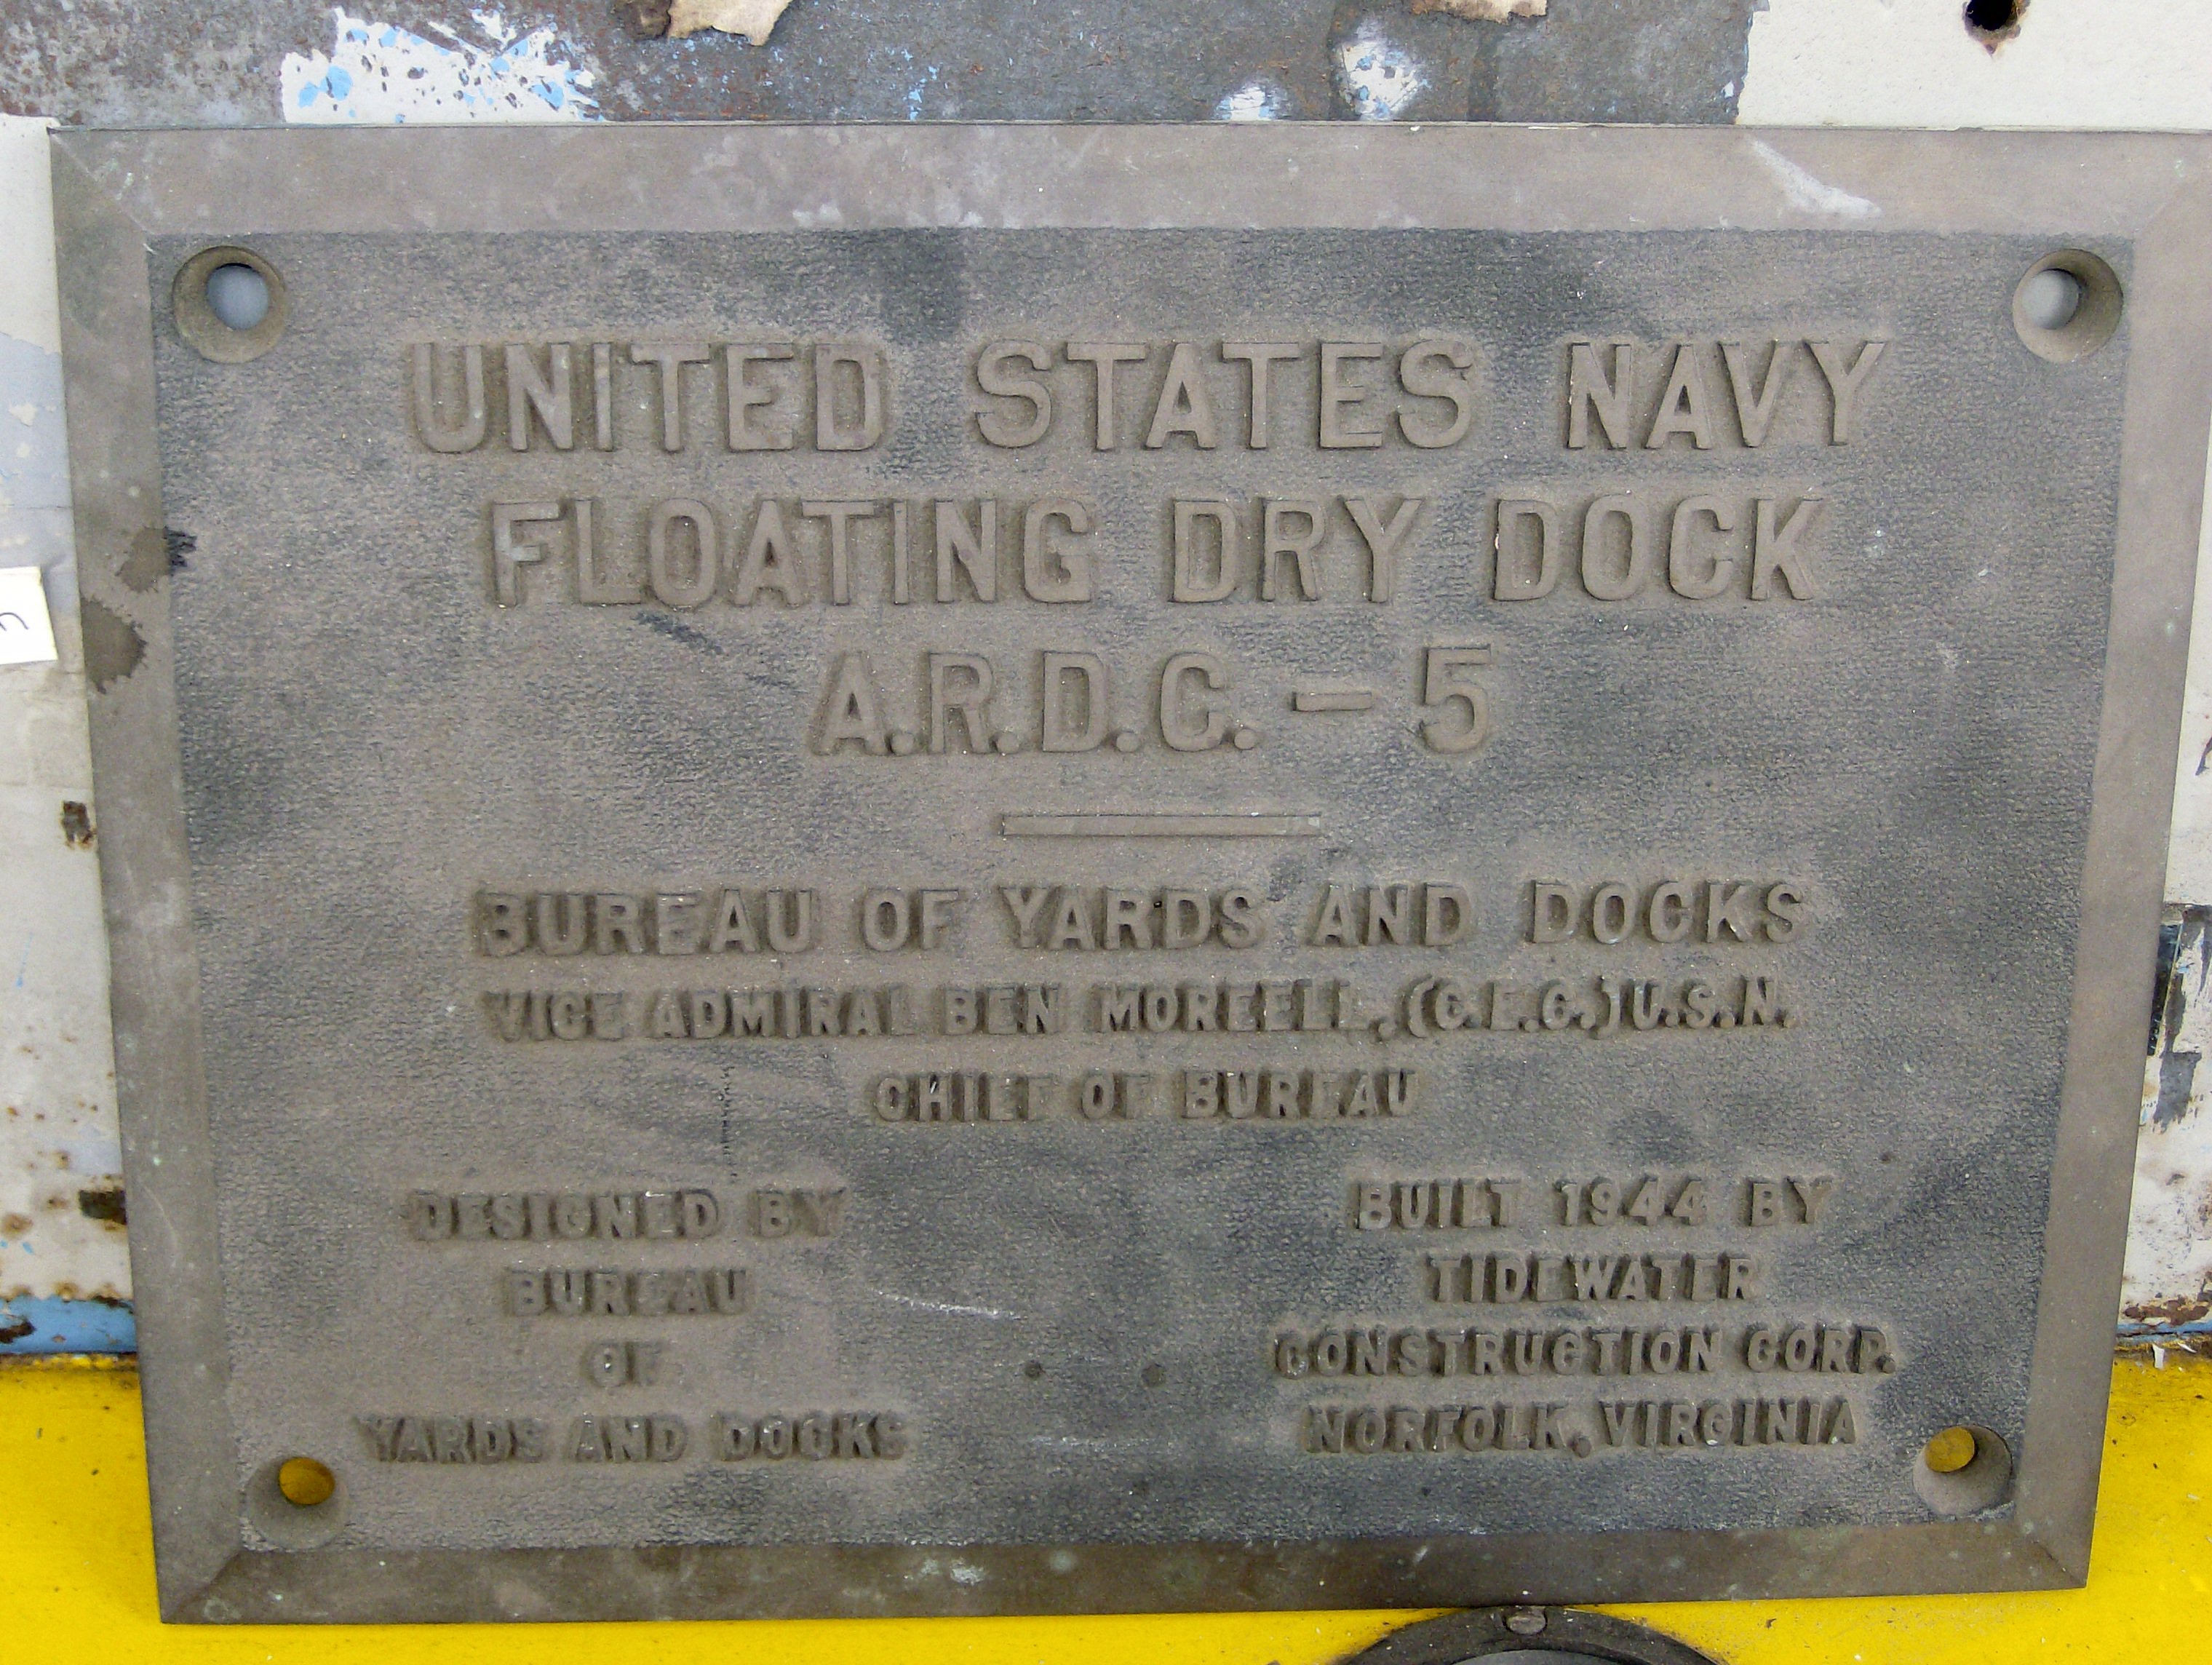 UNITED STATES NAVY
FLOATING DRY DOCK
A.R.D.C. – 5
BUREAU OF YARDS AND DOCKS
VICE ADMIRAL BEN MOREELL, (C.E.C.) U.S.N.
CHIEF OF BUREAU
DESIGNED BY
BUREAU
OF
YARDS AND DOCKS
BUILT 1944 BY
TIDEWATER
CONSTRUCTION CORP.
NORFOLK, VIRGINIA